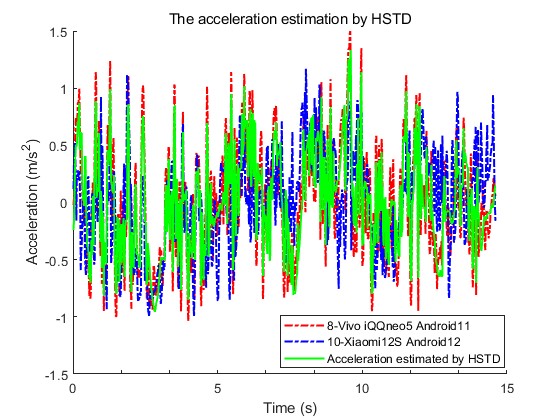 The acceleration estimation by HSTD
1.5
1
0.5
0
-0.5
-1
-1.5
Acceleration (m/s²)
0
5
10
15
Time (s)
8-Vivo iQQneo5 Android11
10-Xiaomi12S Android12
Acceleration estimated by HSTD